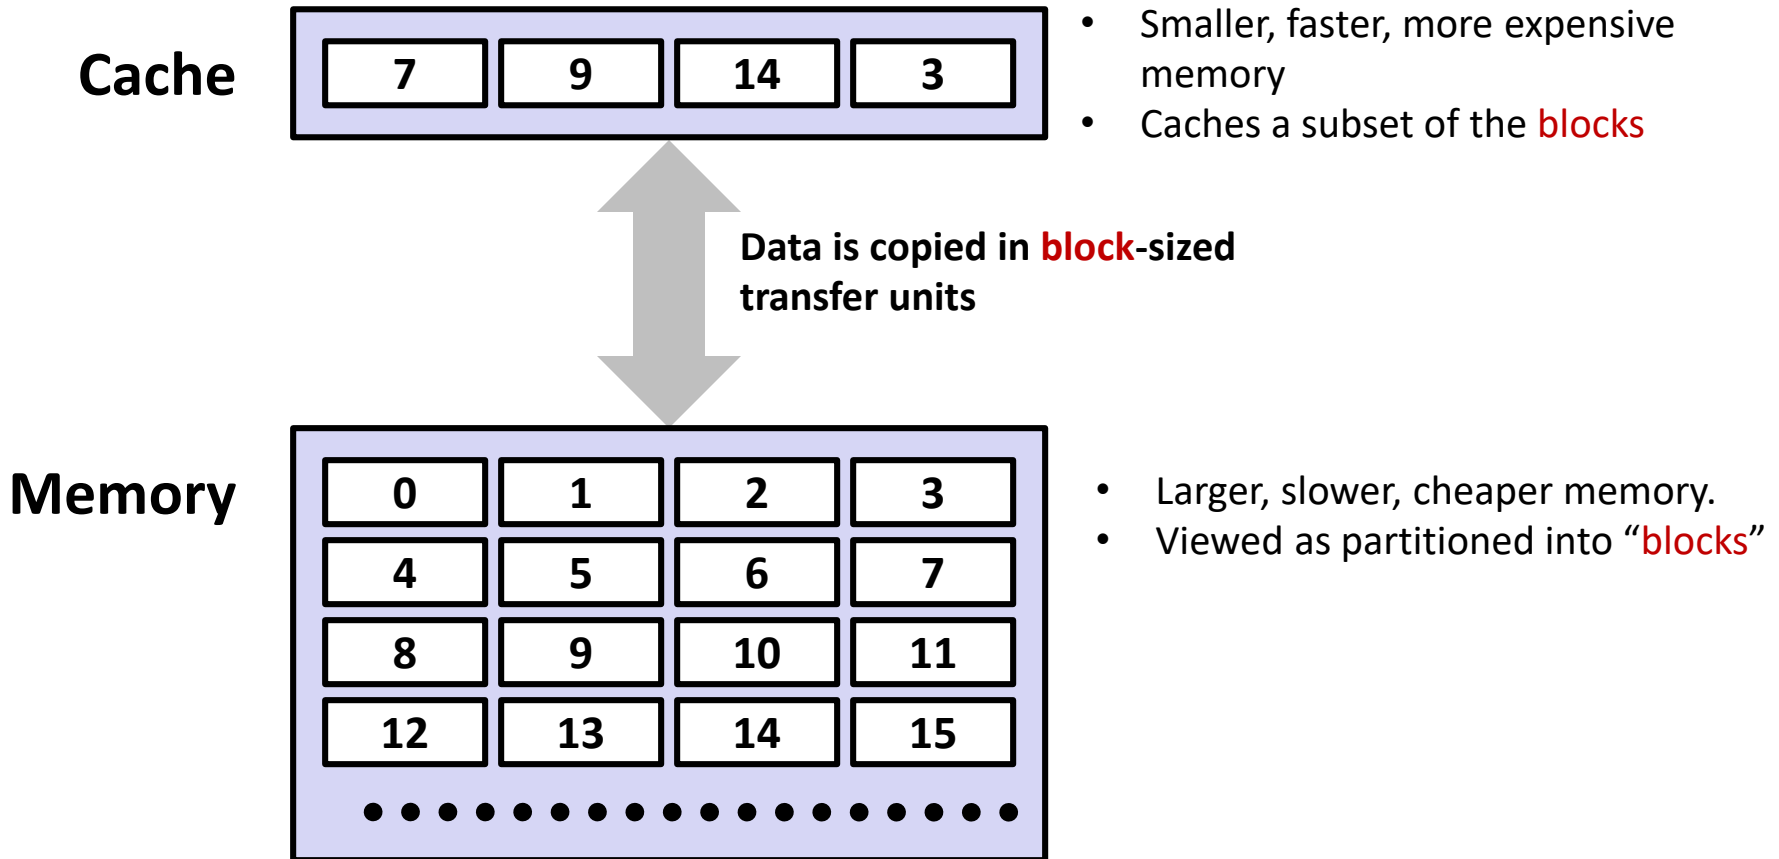 Cache
7 9 14 3
• Smaller, faster, more expensive
memory
• Caches a subset of the blocks
Data is copied in block-sized
transfer units
Memory
0 1 2 3
4 5 6 7
8 9 10 11
12 13 14 15
• Larger, slower, cheaper memory.
• Viewed as partitioned into “blocks”